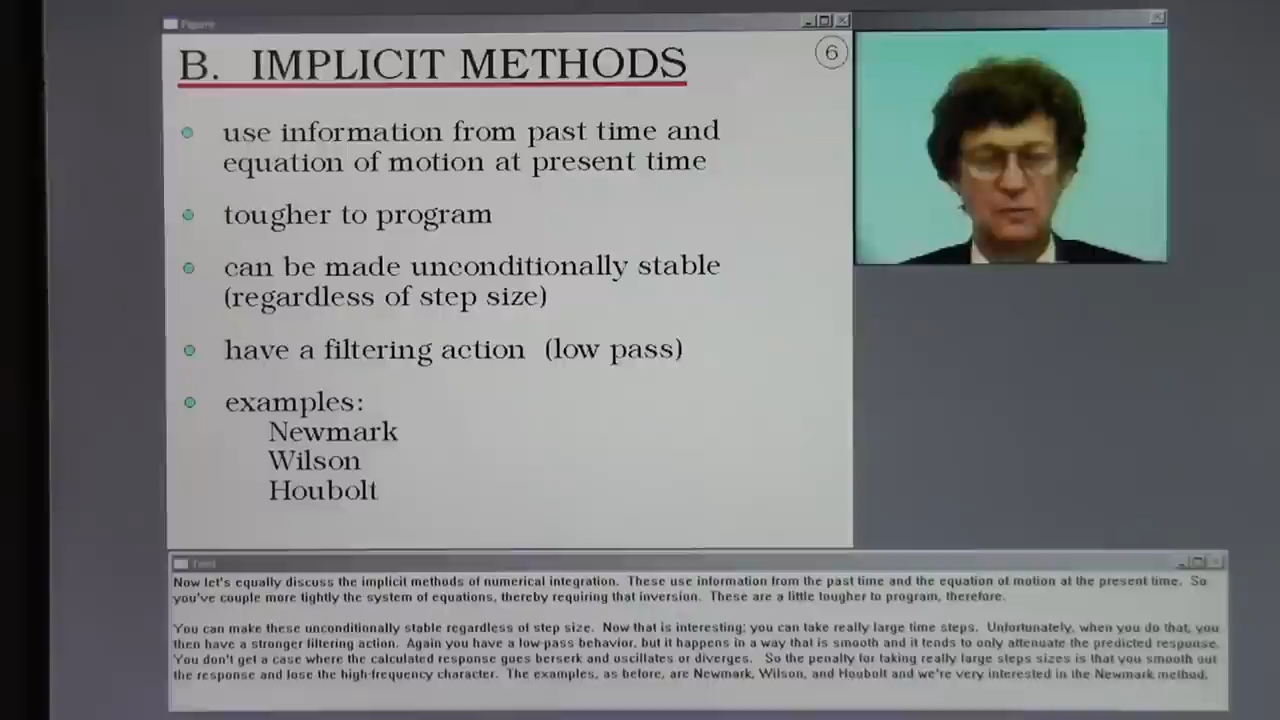 Figure
B. IMPLICIT METHODS
6
use information from past time and
equation of motion at present time
tougher to program
can be made unconditionally stable
(regardless of step size)
have a filtering action (low pass)
examples:
Newmark
Wilson
Houbolt
Text
Now let's equally discuss the implicit methods of numerical integration. These use information from the past time and the equation of motion at the present time. So
you've couple more tightly the system of equations, thereby requiring that inversion. These are a little tougher to program, therefore.
You can make these unconditionally stable regardless of step size. Now that is interesting; you can take really large time steps. Unfortunately, when you do that, you
then have a stronger filtering action. Again you have a low-pass behavior, but it happens in a way that is smooth and it tends to only attenuate the predicted response.
You don't get a case where the calculated response goes berserk and oscillates or diverges. So the penalty for taking really large steps sizes is that you smooth out
the response and lose the high-frequency character. The examples, as before, are Newmark, Wilson, and Houbolt and we're very interested in the Newmark method.